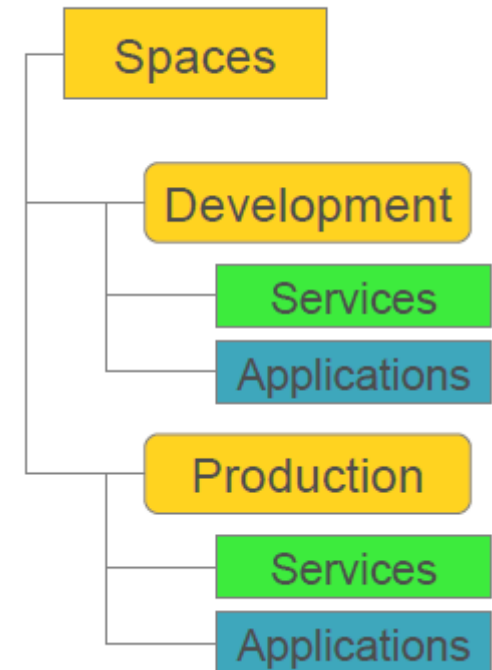 Spaces
Development
Services
Applications
Production
Services
Applications